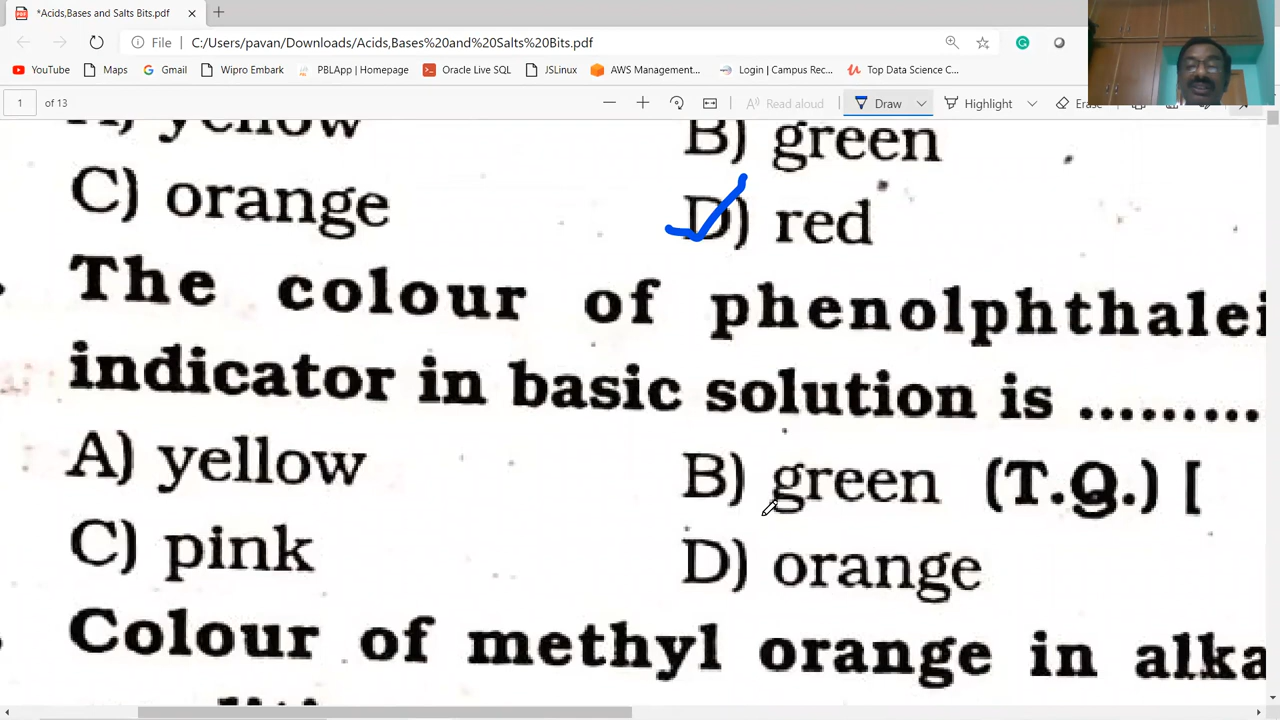 *Acids,Bases and Salts Bits.pdf
File C:/Users/pavan/Downloads/Acids,Bases%20and%20Salts%20Bits.pdf
YouTube Maps Gmail Wipro Embark PBLApp | Homepage Oracle Live SQL JSLinux AWS Management... Login | Campus Rec... Top Data Science C...
1 of 13 Read aloud Draw Highlight Erase
A) yellow B) green
C) orange D) red
The colour of phenolphthalei
indicator in basic solution is .........
A) yellow B) green (T.Q.) [
C) pink D) orange
Colour of methyl orange in alka